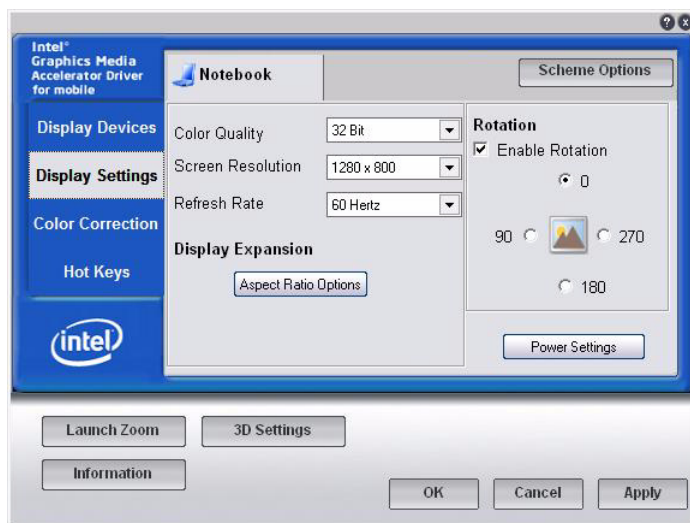 Intel®
Graphics Media
Accelerator Driver
for mobile
Notebook
Scheme Options
Display Devices
Display Settings
Color Correction
Hot Keys
intel
Color Quality
32 Bit
Screen Resolution
1280 x 800
Refresh Rate
60 Hertz
Display Expansion
Aspect Ratio Options
Rotation
Enable Rotation
0
90
270
180
Power Settings
Launch Zoom
3D Settings
Information
OK
Cancel
Apply